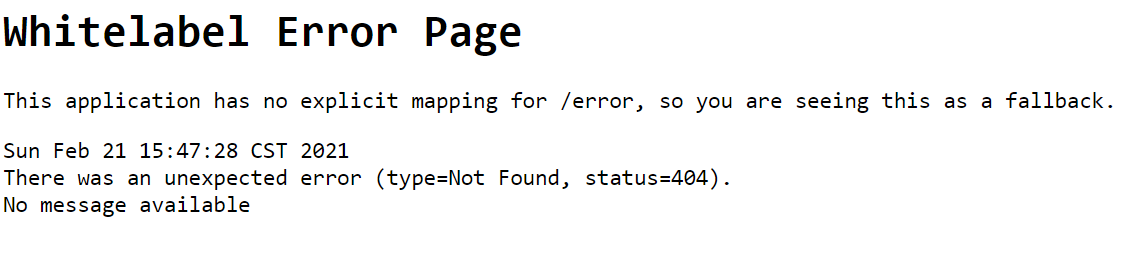 Whitelabel Error Page
This application has no explicit mapping for /error, so you are seeing this as a fallback.
Sun Feb 21 15:47:28 CST 2021
There was an unexpected error (type=Not Found, status=404).
No message available